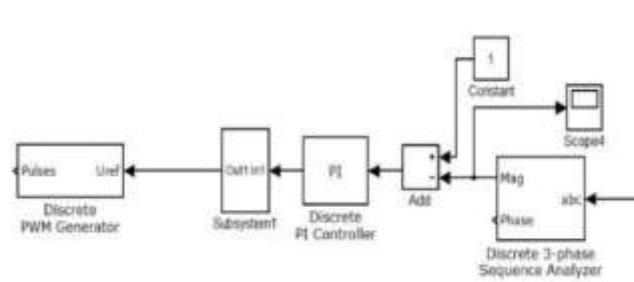 1
Constant
Scope4
Pulses
Uref
Discrete
PWM Generator
Out1 In1
Subsystem1
PI
Discrete
PI Controller
+
-
Add
Mag
abc
Phase
Discrete 3-phase
Sequence Analyzer